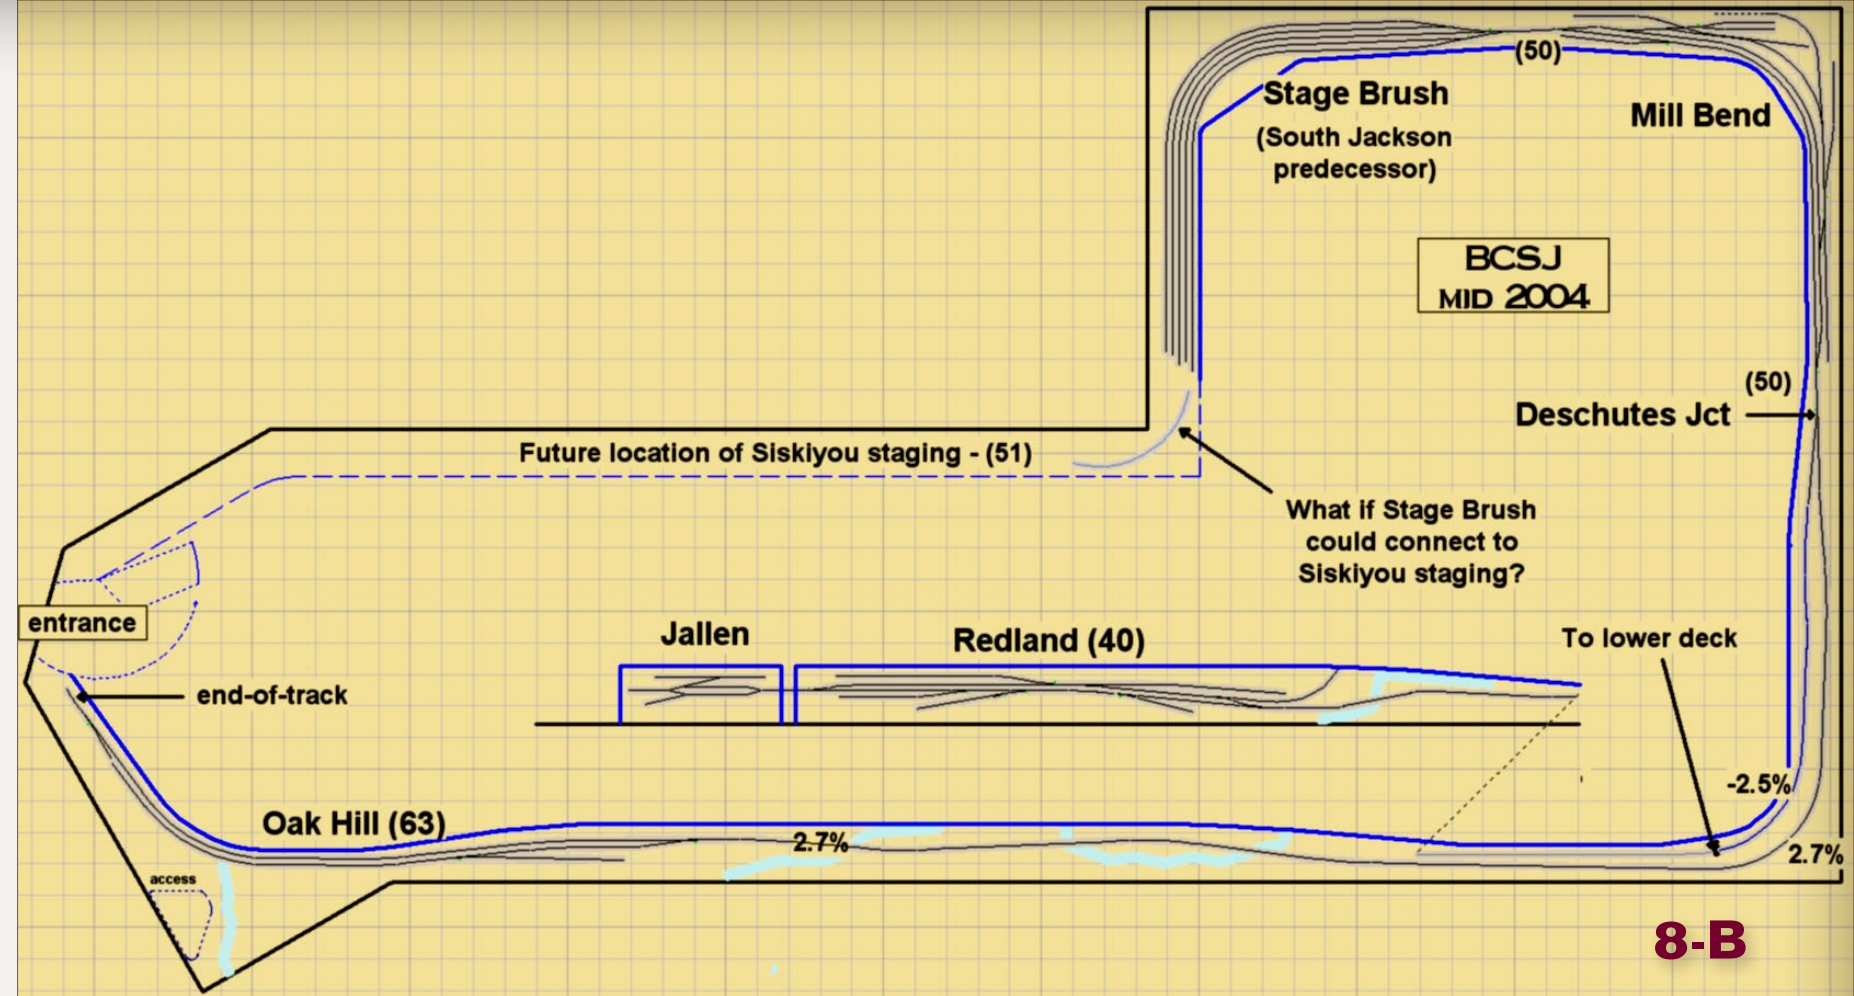 (50)
Stage Brush
(South Jackson
predecessor)
Mill Bend
BCSJ
MID 2004
(50)
Deschutes Jct
Future location of Siskiyou staging - (51)
What if Stage Brush
could connect to
Siskiyou staging?
entrance
Jallen
Redland (40)
To lower deck
end-of-track
-2.5%
Oak Hill (63)
2.7%
2.7%
access
8-B